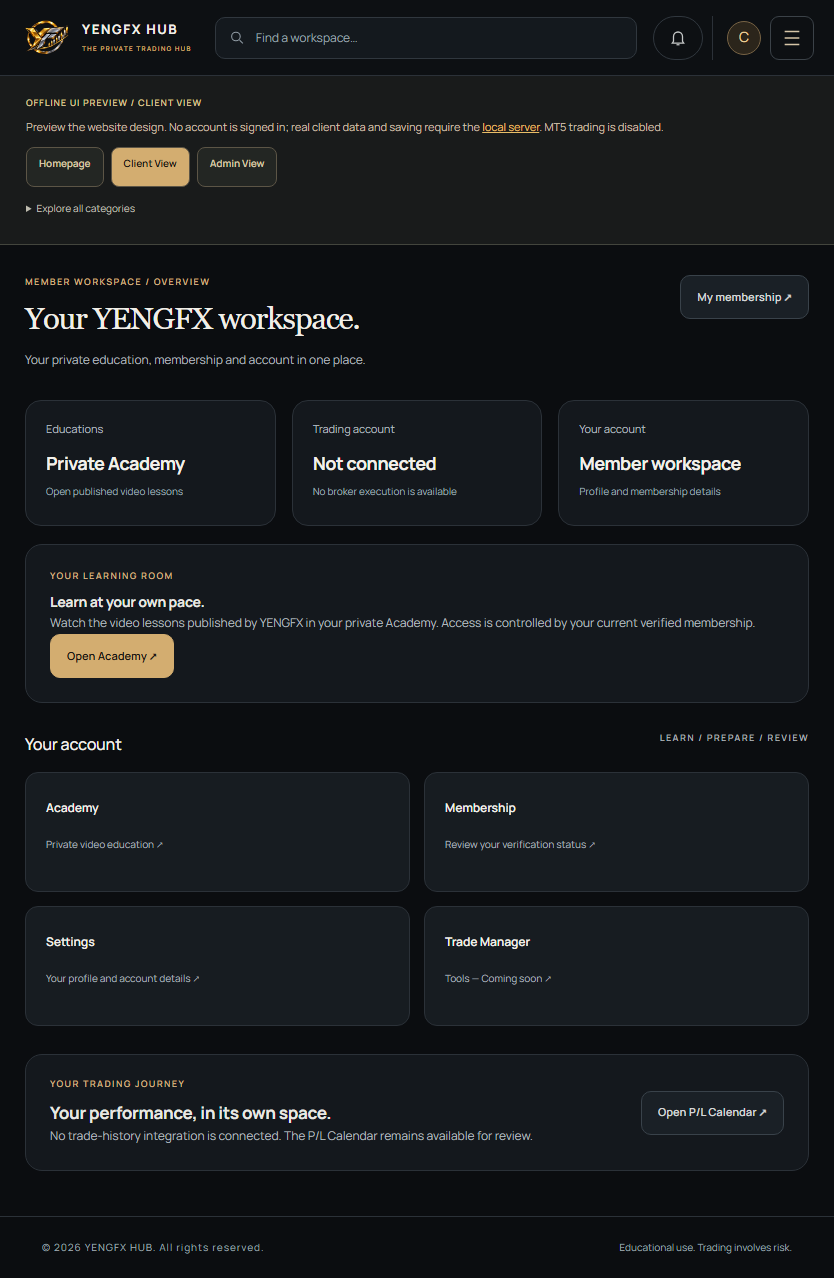 YENGFX HUB
THE PRIVATE TRADING HUB
Find a workspace...
C
OFFLINE UI PREVIEW / CLIENT VIEW
Preview the website design. No account is signed in; real client data and saving require the local server. MT5 trading is disabled.
Homepage
Client View
Admin View
▶ Explore all categories
MEMBER WORKSPACE / OVERVIEW
Your YENGFX workspace.
My membership ↗
Your private education, membership and account in one place.
Educations
Private Academy
Open published video lessons
Trading account
Not connected
No broker execution is available
Your account
Member workspace
Profile and membership details
YOUR LEARNING ROOM
Learn at your own pace.
Watch the video lessons published by YENGFX in your private Academy. Access is controlled by your current verified membership.
Open Academy ↗
Your account
LEARN / PREPARE / REVIEW
Academy
Private video education ↗
Membership
Review your verification status ↗
Settings
Your profile and account details ↗
Trade Manager
Tools — Coming soon ↗
YOUR TRADING JOURNEY
Your performance, in its own space.
No trade-history integration is connected. The P/L Calendar remains available for review.
Open P/L Calendar ↗
© 2026 YENGFX HUB. All rights reserved.
Educational use. Trading involves risk.